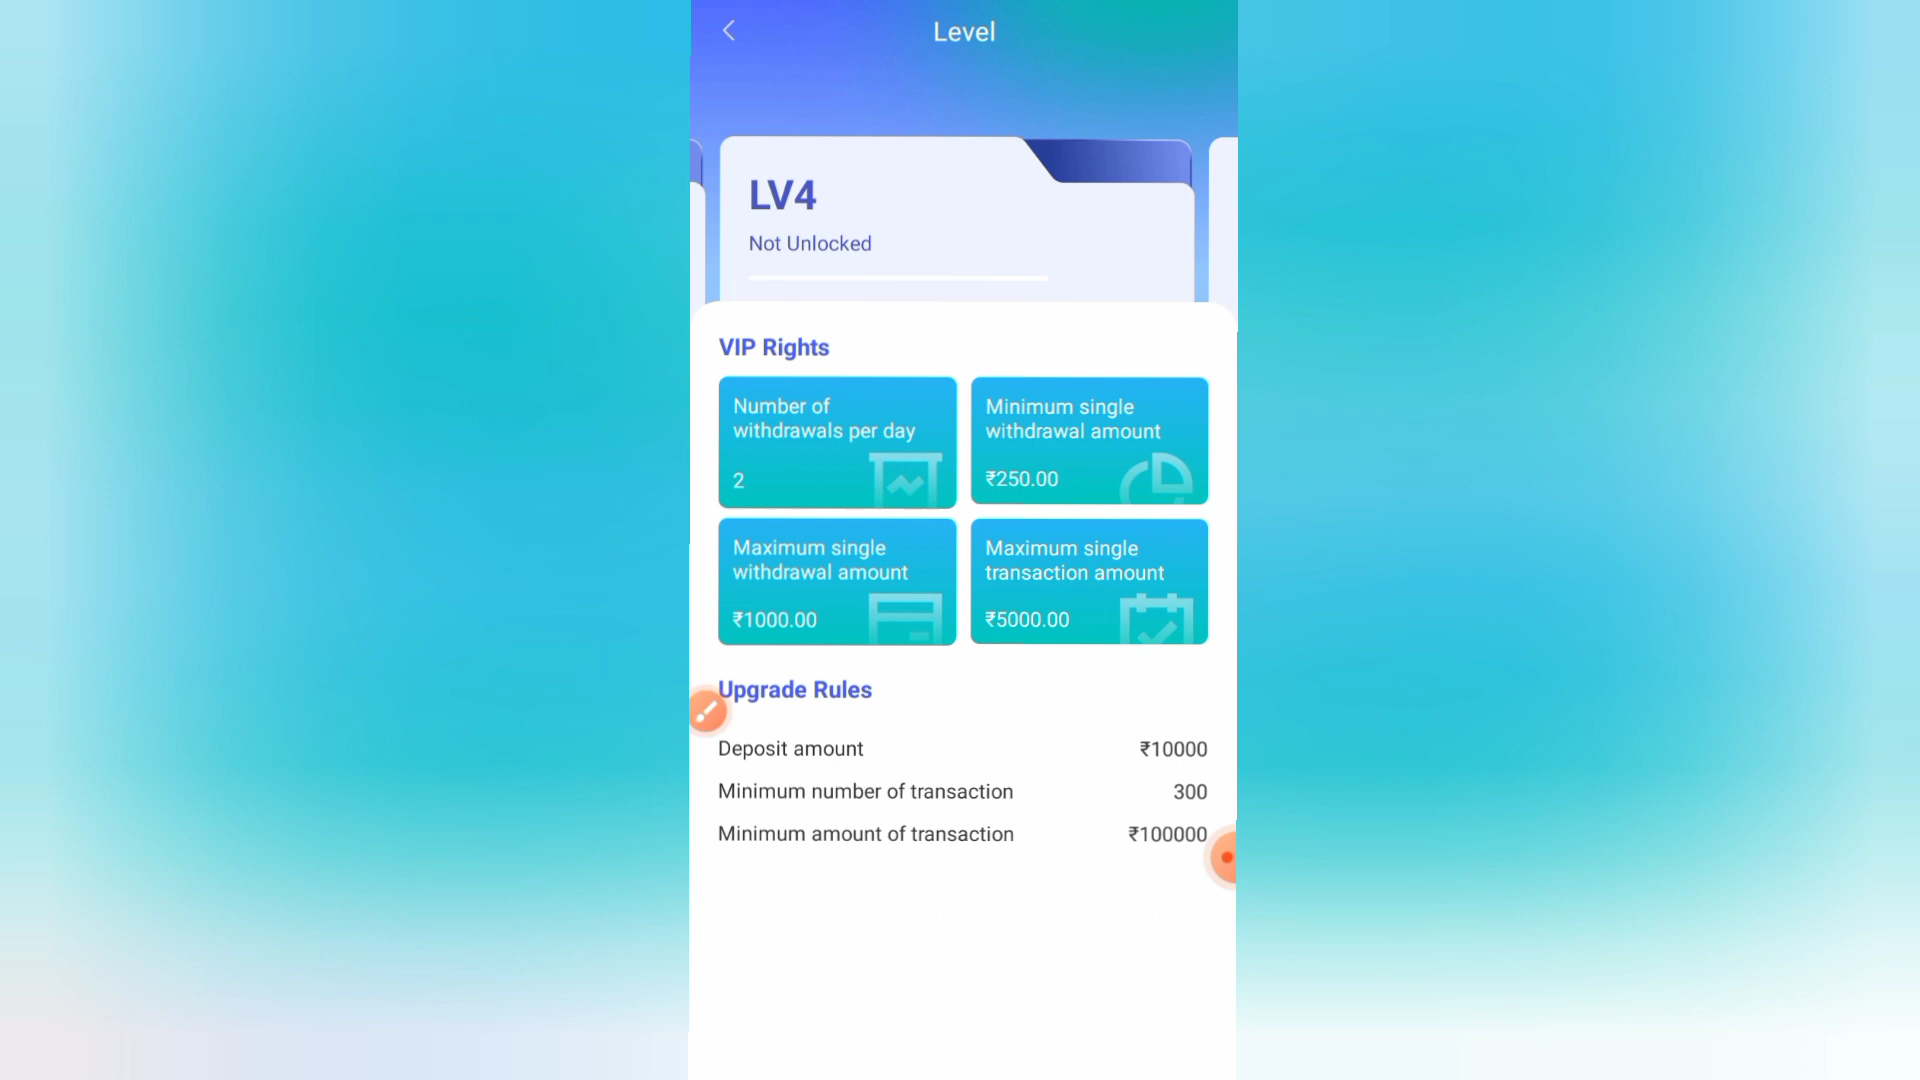 Level
LV4
Not Unlocked
VIP Rights
Number of
withdrawals per day
2
Minimum single
withdrawal amount
₹250.00
Maximum single
withdrawal amount
₹1000.00
Maximum single
transaction amount
₹5000.00
Upgrade Rules
Deposit amount ₹10000
Minimum number of transaction 300
Minimum amount of transaction ₹100000